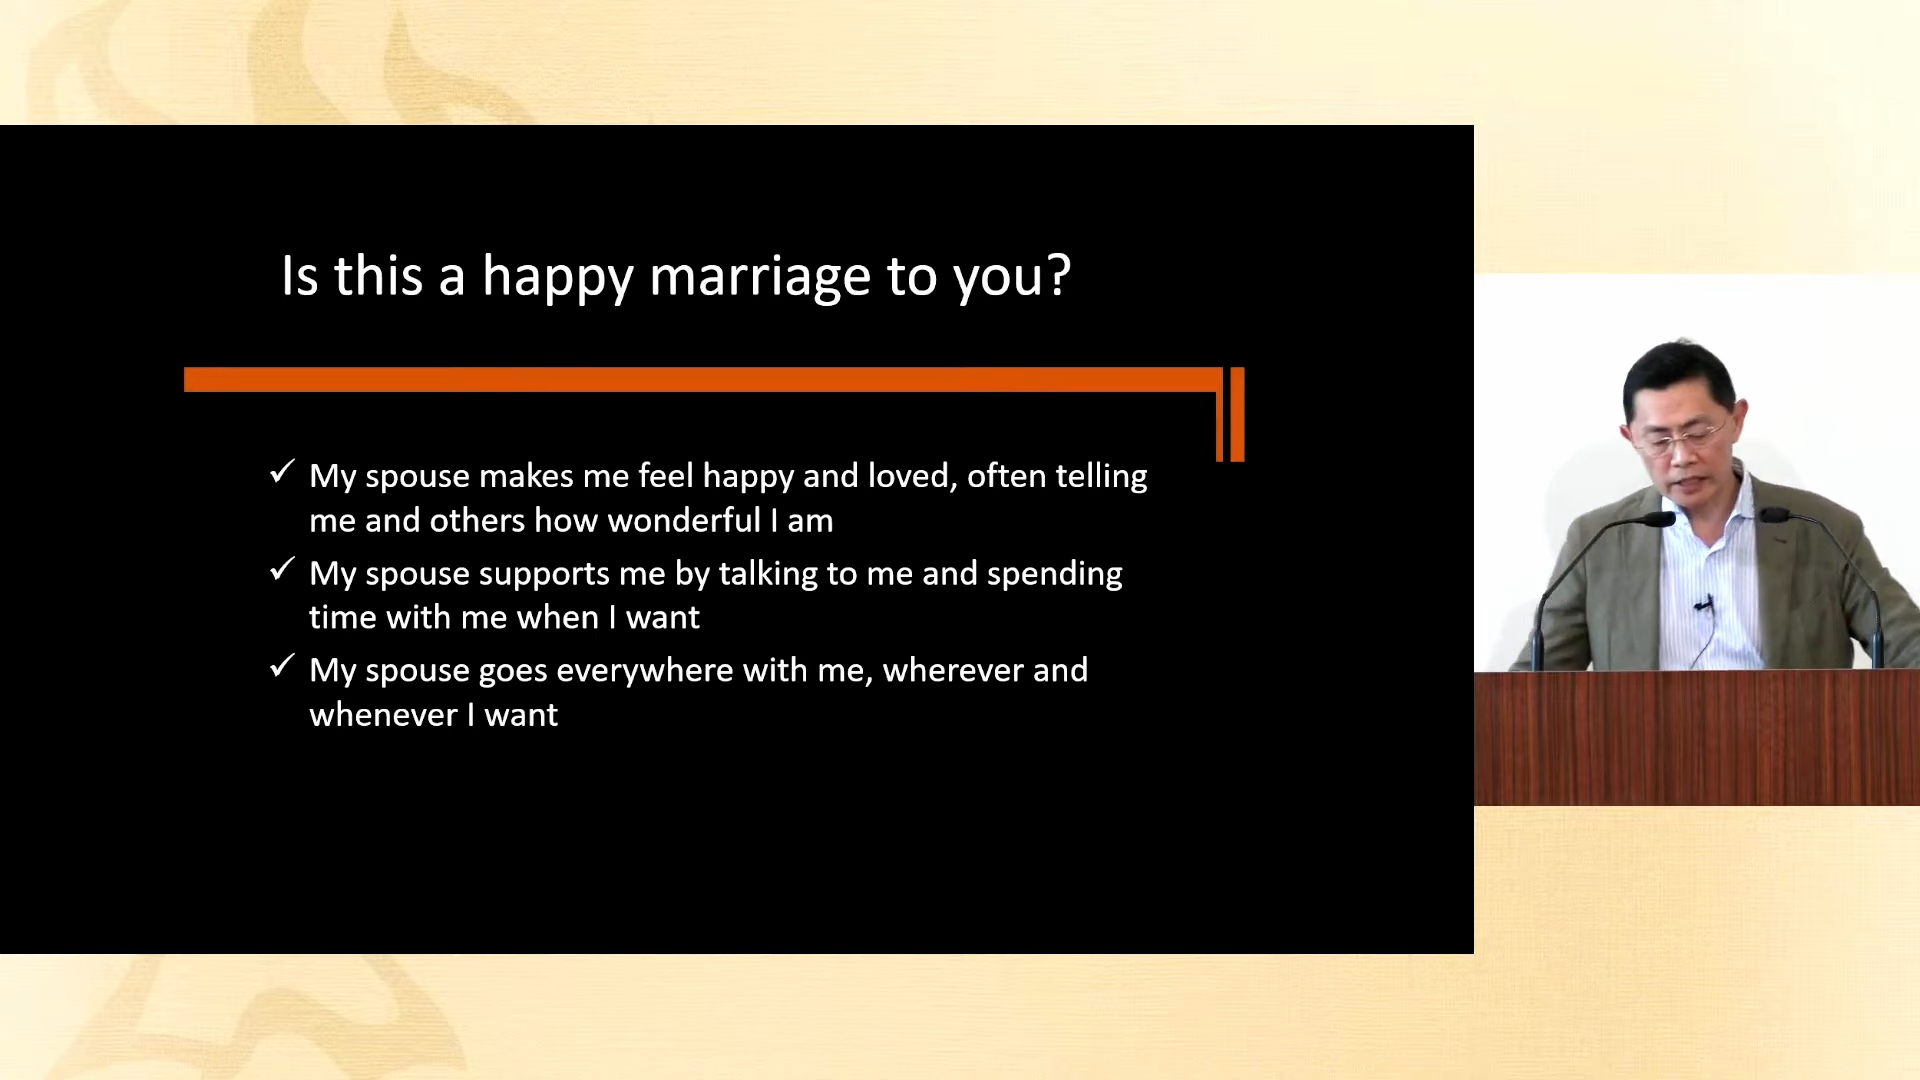 Is this a happy marriage to you?
My spouse makes me feel happy and loved, often telling
me and others how wonderful I am
My spouse supports me by talking to me and spending
time with me when I want
My spouse goes everywhere with me, wherever and
whenever I want